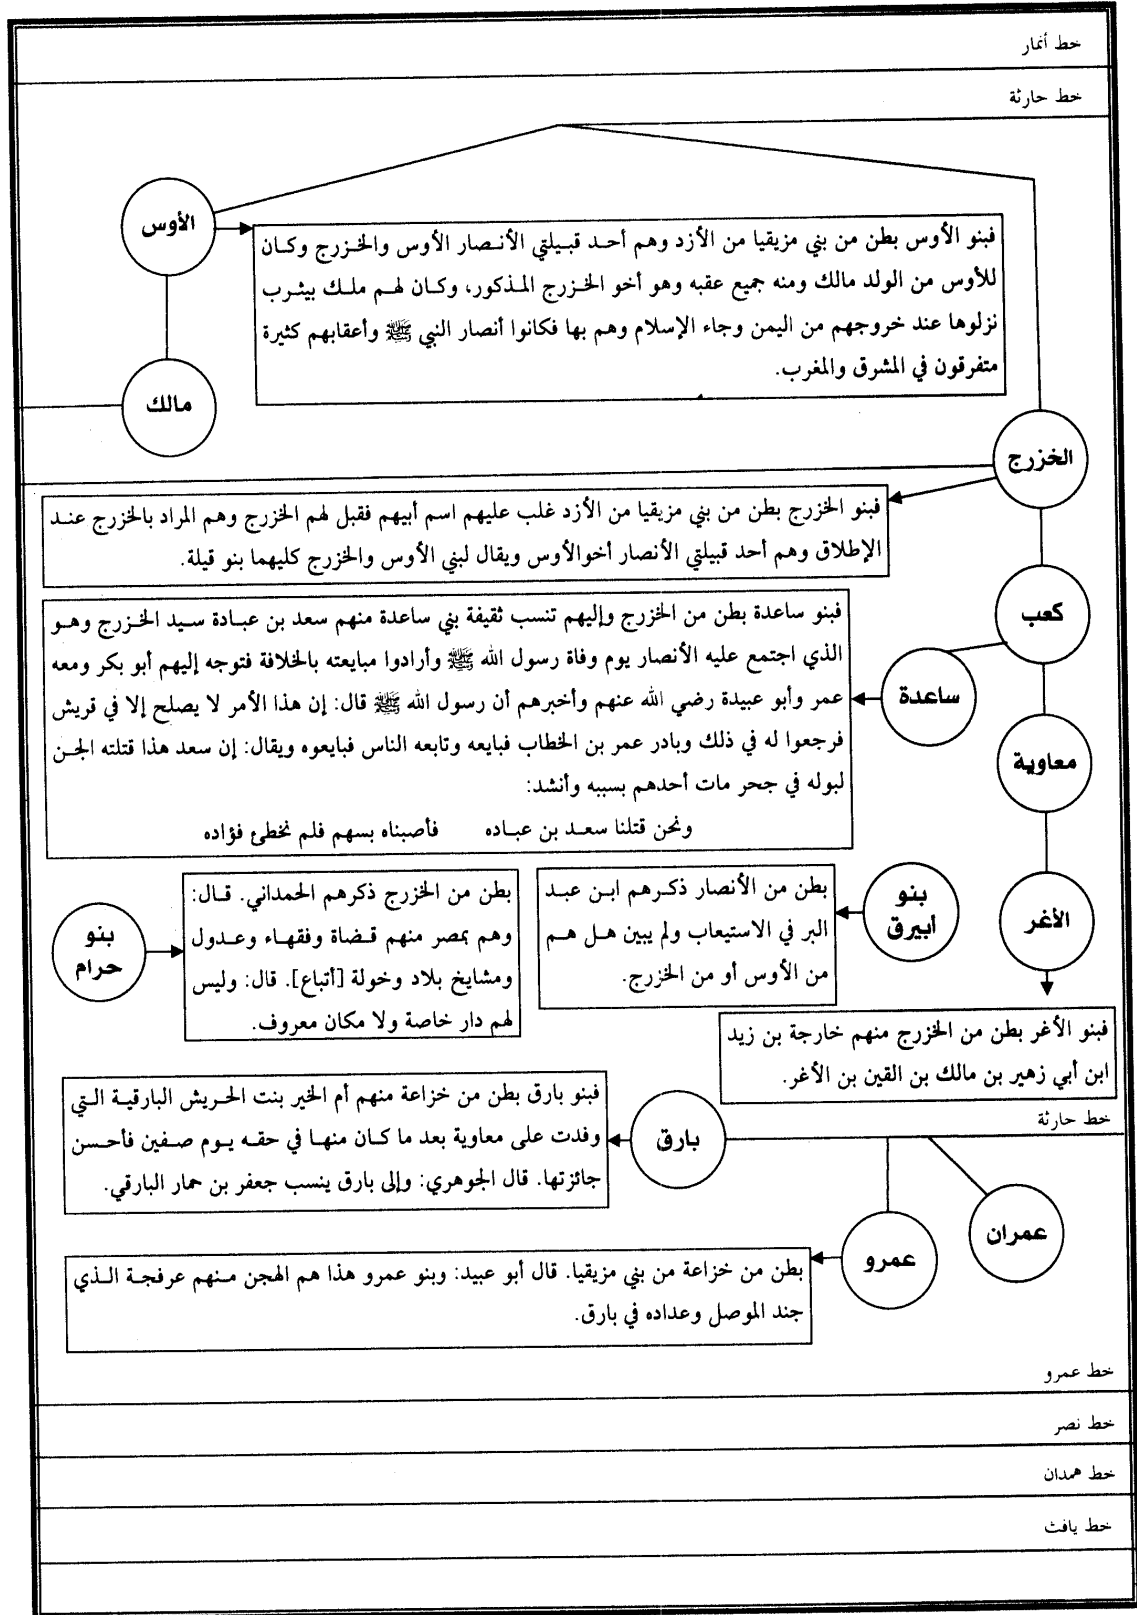 خط أنمار
خط حارثة
الأوس
فبنو الأوس بطن من بني مزيقيا من الأزد وهم أحد قبيلتي الأنصار الأوس والخزرج وكان
للأوس من الولد مالك ومنه جميع عقبه وهو أخو الخزرج المذكور، وكان لهم ملك بيثرب
نزلوها عند خروجهم من اليمن وجاء الإسلام وهم بها فكانوا أنصار النبي ﷺ وأعقابهم كثيرة
متفرقون في المشرق والمغرب.
مالك
الخزرج
فبنو الخزرج بطن من بني مزيقيا من الأزد غلب عليهم اسم أبيهم فقبل لهم الخزرج وهم المراد بالخزرج عند
الإطلاق وهم أحد قبيلتي الأنصار أخوالأوس ويقال لبني الأوس والخزرج كليهما بنو قيلة.
كعب
ساعدة
فبنو ساعدة بطن من الخزرج وإليهم تنسب ثقيفة بني ساعدة منهم سعد بن عبادة سيد الخزرج وهو
الذي اجتمع عليه الأنصار يوم وفاة رسول الله ﷺ وأرادوا مبايعته بالخلافة فتوجه إليهم أبو بكر ومعه
عمر وأبو عبيدة رضي الله عنهم وأخبرهم أن رسول الله ﷺ قال: إن هذا الأمر لا يصلح إلا في قريش
فرجعوا له في ذلك وبادر عمر بن الخطاب فبايعه وتابعه الناس فبايعوه ويقال: إن سعد هذا قتلته الجن
لبوله في جحر مات أحدهم بسببه وأنشد:
ونحن قتلنا سعد بن عباده فأصبناه بسهم فلم نخطئ فؤاده
معاوية
الأغر
بنو
أبيرق
بطن من الأنصار ذكرهم ابن عبد
البر في الاستيعاب ولم يبين هل هم
من الأوس أو من الخزرج.
بنو
حرام
بطن من الخزرج ذكرهم الحمداني. قال:
وهم بمصر منهم قضاة وفقهاء وعدول
ومشايخ بلاد وخولة [أتباع]. قال: وليس
لهم دار خاصة ولا مكان معروف.
فبنو الأغر بطن من الخزرج منهم خارجة بن زيد
ابن أبي زهير بن مالك بن القين بن الأغر.
خط حارثة
بارق
فبنو بارق بطن من خزاعة منهم أم الخير بنت الحريش البارقية التي
وفدت على معاوية بعد ما كان منها في حقه يوم صفين فأحسن
جائزتها. قال الجوهري: وإلى بارق ينسب جعفر بن حمار البارقي.
عمران
عمرو
بطن من خزاعة من بني مزيقيا. قال أبو عبيد: وبنو عمرو هذا هم الهجن منهم عرفجة الذي
جند الموصل وعداده في بارق.
خط عمرو
خط نصر
خط همدان
خط يافث